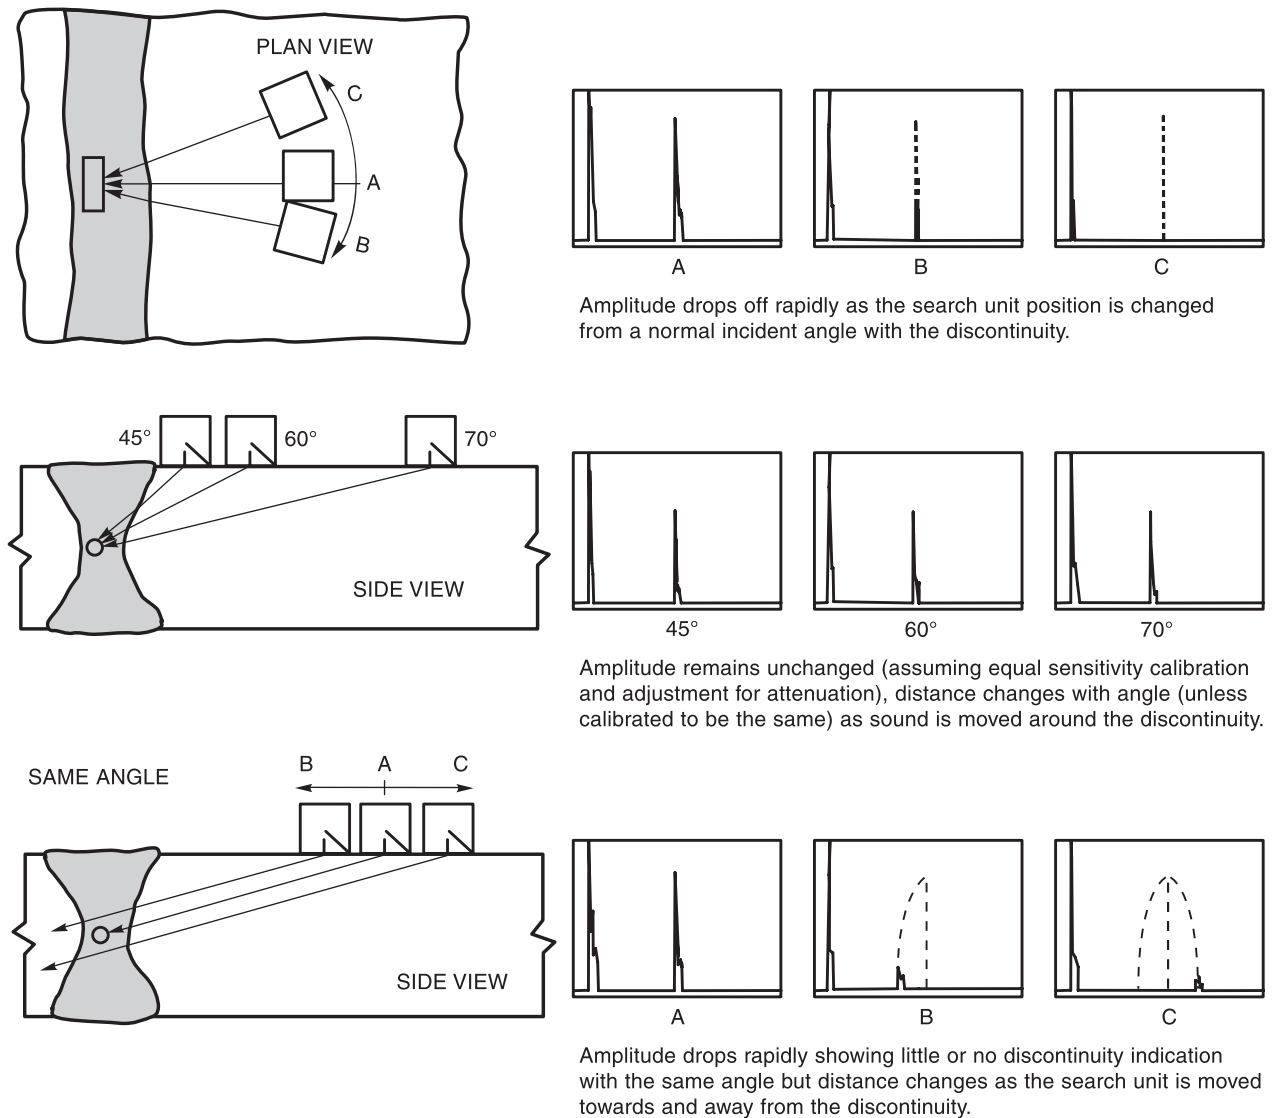 PLAN VIEW
C
A
B
A
B
C
Amplitude drops off rapidly as the search unit position is changed
from a normal incident angle with the discontinuity.
45°
60°
70°
SIDE VIEW
45°
60°
70°
Amplitude remains unchanged (assuming equal sensitivity calibration
and adjustment for attenuation), distance changes with angle (unless
calibrated to be the same) as sound is moved around the discontinuity.
SAME ANGLE
B
A
C
SIDE VIEW
A
B
C
Amplitude drops rapidly showing little or no discontinuity indication
with the same angle but distance changes as the search unit is moved
towards and away from the discontinuity.